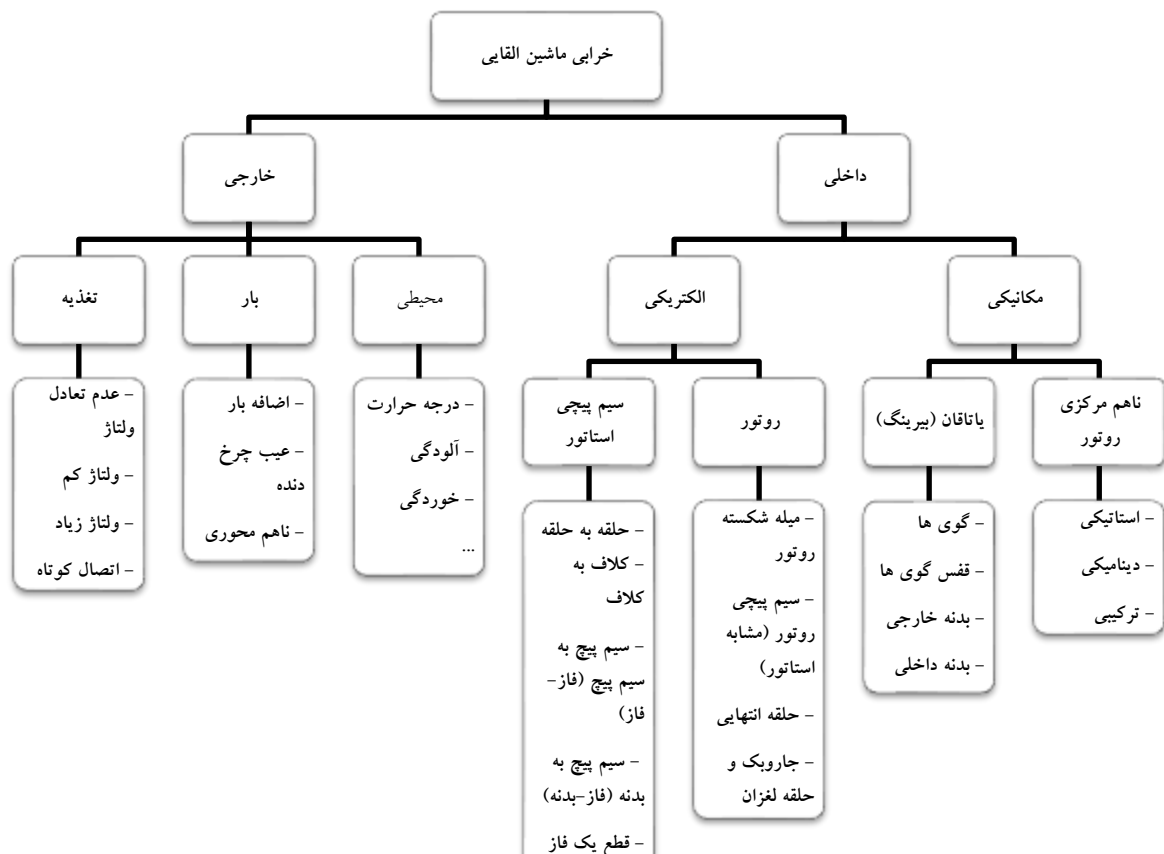 خرابی ماشین القایی
داخلی
خارجی
مکانیکی
الکتریکی
محیطی
بار
تغذیه
ناهم مرکزی
روتور
یاتاقان (بیرینگ)
روتور
سیم پیچی
استاتور
- درجه حرارت
- آلودگی
- خوردگی
...
- اضافه بار
- عیب چرخ
دنده
- ناهم محوری
- عدم تعادل
ولتاژ
- ولتاژ کم
- ولتاژ زیاد
- اتصال کوتاه
- استاتیکی
- دینامیکی
- ترکیبی
- گوی ها
- قفس گوی ها
- بدنه خارجی
- بدنه داخلی
- میله شکسته
روتور
- سیم پیچی
روتور (مشابه
استاتور)
- حلقه انتهایی
- جاروبک و
حلقه لغزان
- حلقه به حلقه
- کلاف به
کلاف
- سیم پیچ به
سیم پیچ (فاز-
فاز)
- سیم پیچ به
بدنه (فاز-بدنه)
- قطع یک فاز